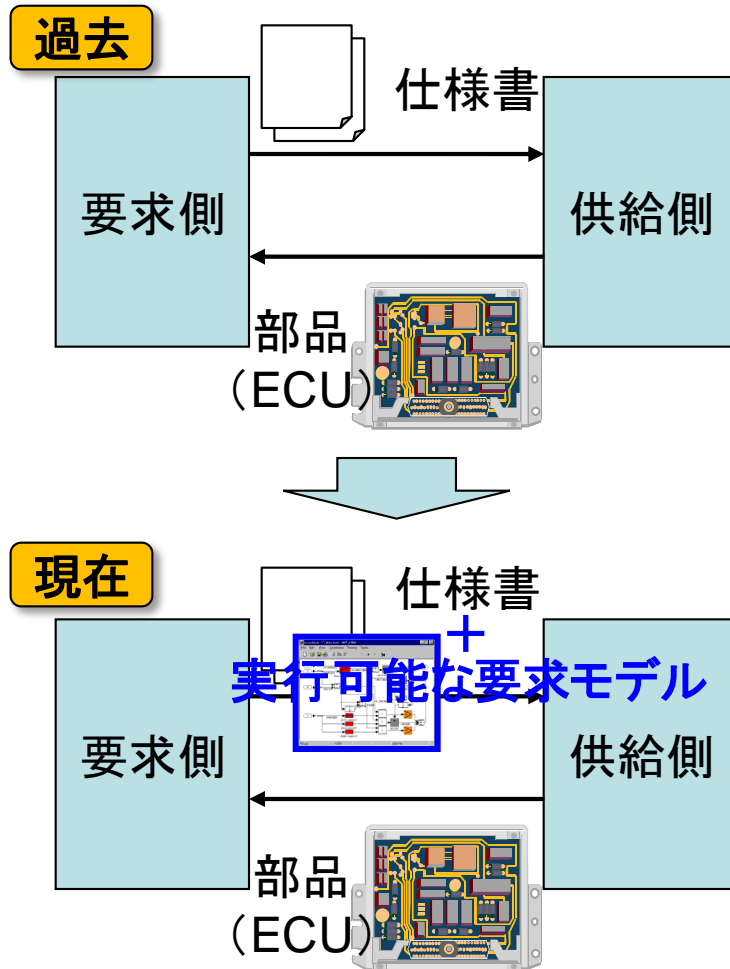 過去
仕様書
要求側
供給側
部品
（ECU）
現在
仕様書
＋
実行可能な要求モデル
要求側
供給側
部品
（ECU）